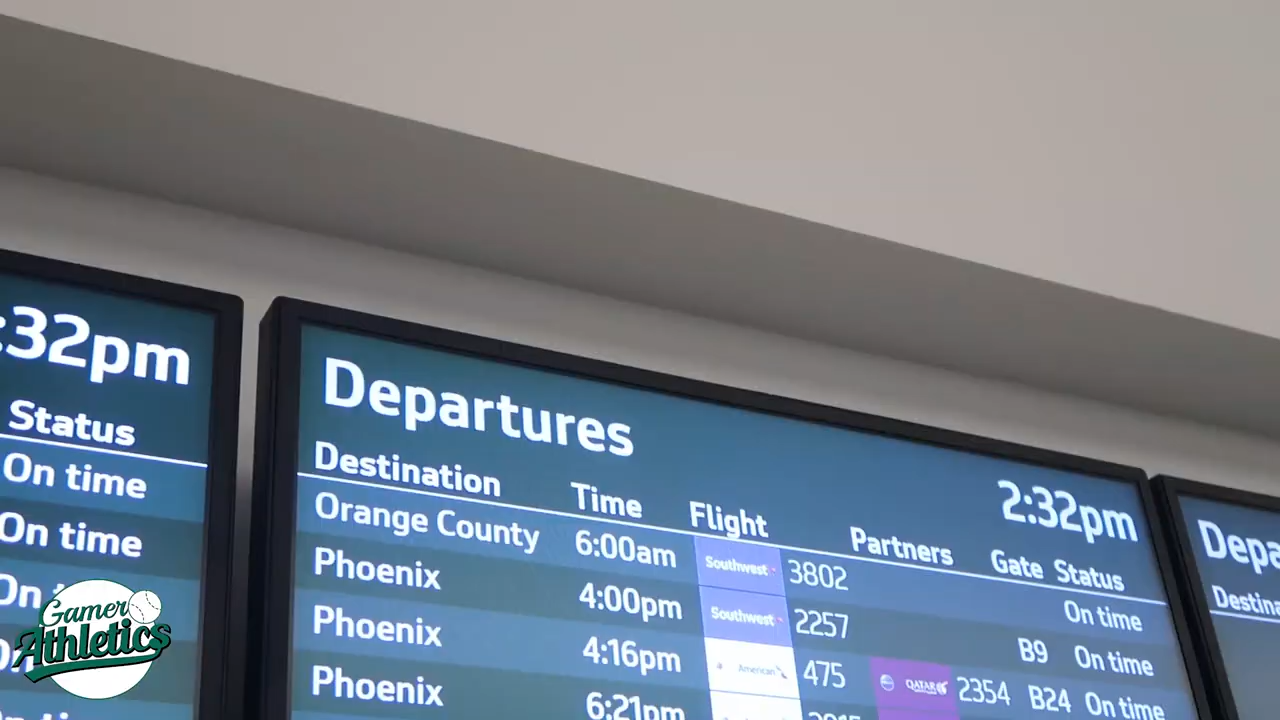 :32pm
Status
On time
On time
On
Departures
2:32pm
Destination Time Flight Partners Gate Status
Orange County 6:00am Southwest 3802 On time
Phoenix 4:00pm Southwest 2257 B9 On time
Phoenix 4:16pm American 475 QATAR 2354 B24 On time
Phoenix 6:21pm
Depa
Destina
Gamer
Athletics